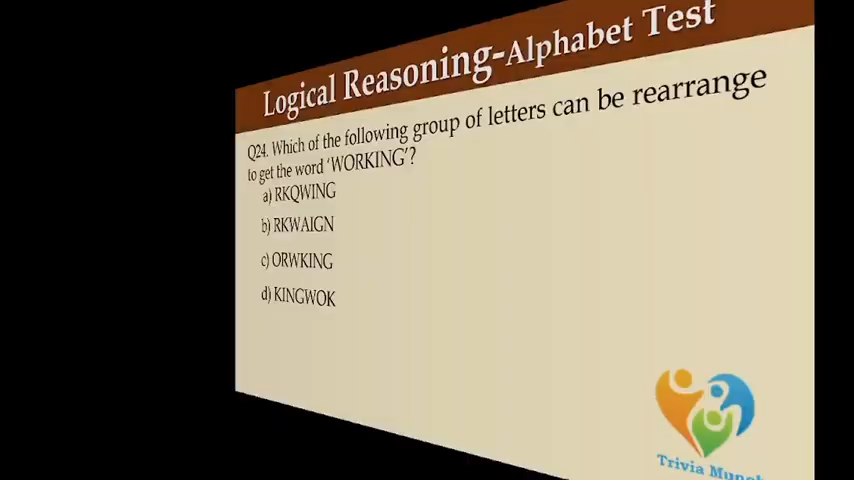 Logical Reasoning-Alphabet Test
Q24. Which of the following group of letters can be rearrange
to get the word ‘WORKING’?
a) RKQWING
b) RKWAIGN
c) ORWKING
d) KINGWOK
Trivia